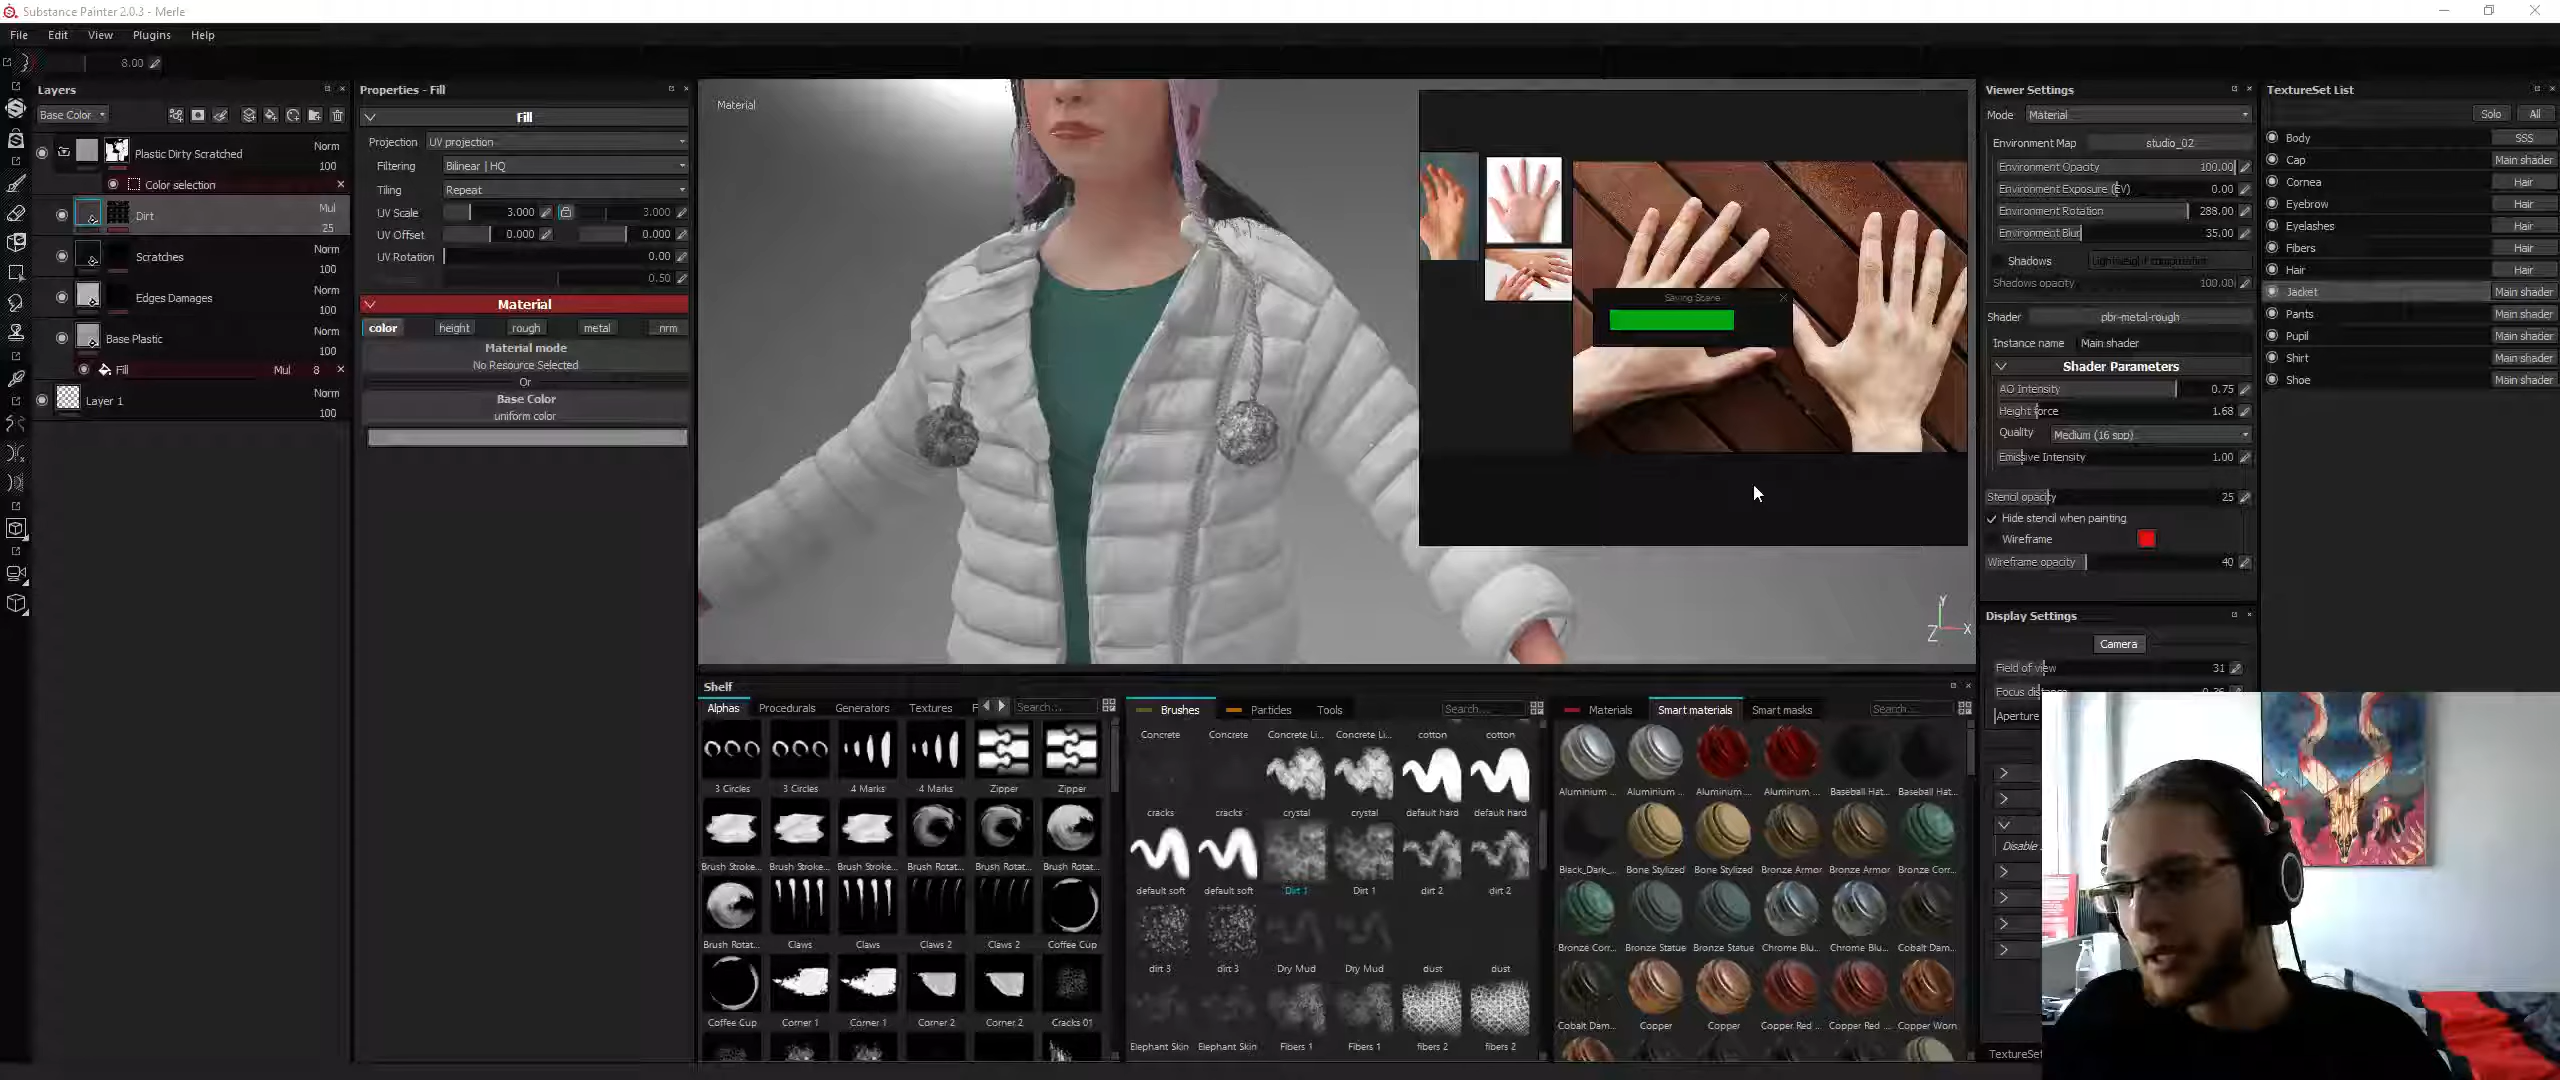 Substance Painter 2.0.3 - Merle
File Edit View Plugins Help
8.00
Layers
Base Color
Plastic Dirty Scratched
Norm
100
Color selection
Dirt
Mul
25
Scratches
Norm
100
Edges Damages
Norm
100
Base Plastic
Norm
100
Fill Mul 8
Layer 1
Norm
100
Properties - Fill
Fill
Projection UV projection
Filtering Bilinear | HQ
Tiling Repeat
UV Scale 3.000 3.000
UV Offset 0.000 0.000
UV Rotation 0.00
0.50
Material
color height rough metal nrm
Material mode
No Resource Selected
Or
Base Color
uniform color
Material
Saving Scene
Y
Z X
Viewer Settings
Mode Material
Environment Map studio_02
Environment Opacity 100.00
Environment Exposure (EV) 0.00
Environment Rotation 288.00
Environment Blur 35.00
Shadows Lightweight computation
Shadows opacity 100.00
Shader pbr-metal-rough
Instance name Main shader
Shader Parameters
AO Intensity 0.75
Height force 1.68
Quality Medium (16 spp)
Emissive Intensity 1.00
Stencil opacity 25
Hide stencil when painting
Wireframe
Wireframe opacity 40
Display Settings
Camera
Field of view 31
Aperture
Disable
TextureSet
TextureSet List
Solo All
Body SSS
Cap Main shader
Cornea Hair
Eyebrow Hair
Eyelashes Hair
Fibers Hair
Hair Hair
Jacket Main shader
Pants Main shader
Pupil Main shader
Shirt Main shader
Shoe Main shader
Shelf
Alphas Procedurals Generators Textures F Search...
3 Circles 3 Circles 4 Marks 4 Marks Zipper Zipper
Brush Stroke... Brush Stroke... Brush Stroke... Brush Rotat... Brush Rotat... Brush Rotat...
Brush Rotat... Claws Claws Claws 2 Claws 2 Coffee Cup
Coffee Cup Corner 1 Corner 1 Corner 2 Corner 2 Cracks 01
Brushes Particles Tools Search...
Concrete Concrete Concrete Li... Concrete Li... cotton cotton
cracks cracks crystal crystal default hard default hard
default soft default soft Dirt 1 Dirt 1 dirt 2 dirt 2
dirt 3 dirt 3 Dry Mud Dry Mud dust dust
Elephant Skin Elephant Skin Fibers 1 Fibers 1 fibers 2 fibers 2
Materials Smart materials Smart masks Search...
Aluminium ... Aluminium ... Aluminum ... Aluminum ... Baseball Hat... Baseball Hat...
Black_Dark_... Bone Stylized Bone Stylized Bronze Armor Bronze Armor Bronze Corr...
Bronze Corr... Bronze Statue Bronze Statue Chrome Blu... Chrome Blu... Cobalt Dam...
Cobalt Dam... Copper Copper Copper Red ... Copper Red ... Copper Worn